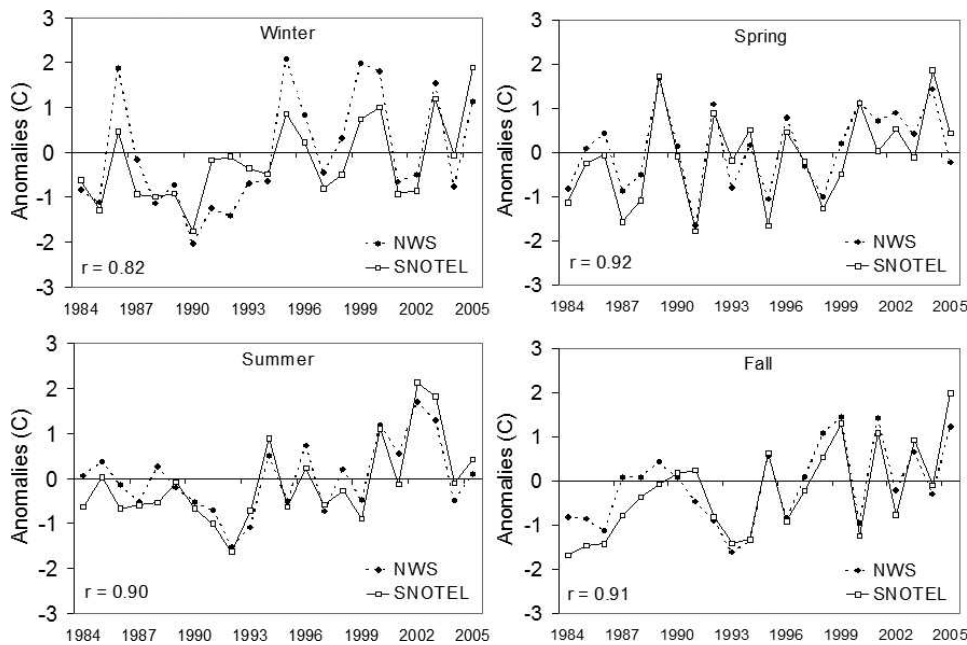 Winter
Anomalies (C)
3
2
1
0
-1
-2
-3
NWS
SNOTEL
r = 0.82
1984 1987 1990 1993 1996 1999 2002 2005
Spring
Anomalies (C)
3
2
1
0
-1
-2
-3
NWS
SNOTEL
r = 0.92
1984 1987 1990 1993 1996 1999 2002 2005
Summer
Anomalies (C)
3
2
1
0
-1
-2
-3
NWS
SNOTEL
r = 0.90
1984 1987 1990 1993 1996 1999 2002 2005
Fall
Anomalies (C)
3
2
1
0
-1
-2
-3
NWS
SNOTEL
r = 0.91
1984 1987 1990 1993 1996 1999 2002 2005